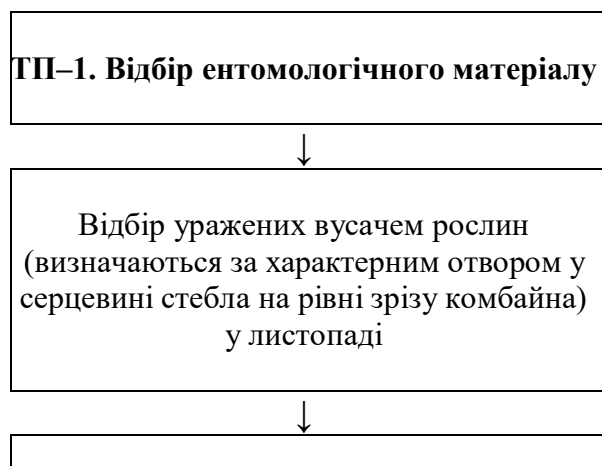 ТП–1. Відбір ентомологічного матеріалу
↓
Відбір уражених вусачем рослин
(визначаються за характерним отвором у
серцевині стебла на рівні зрізу комбайна)
у листопаді
↓